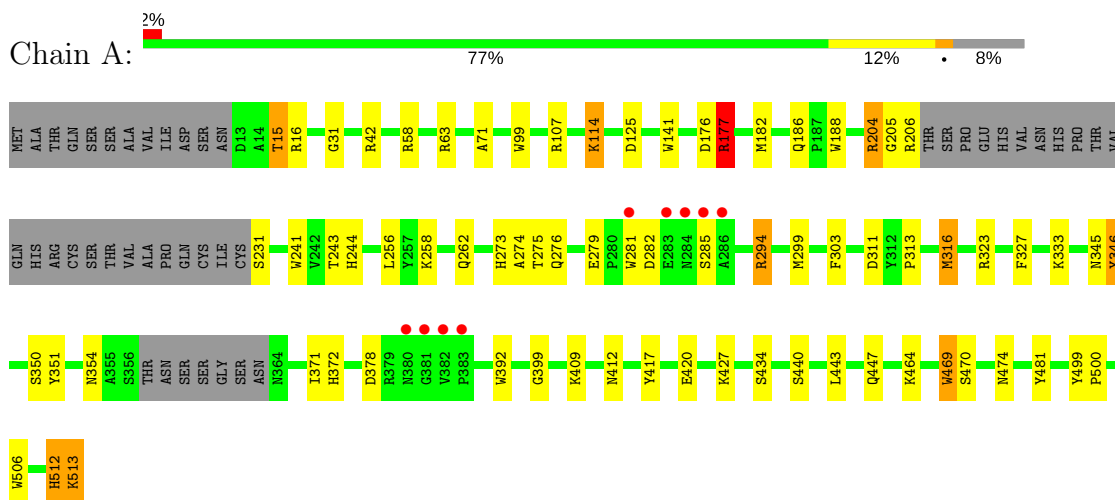 2%
Chain A:
77% 12% • 8%
MET ALA THR GLN SER SER ALA VAL ILE ASP SER ASN D13 A14 T15 R16 G31 R42 R58 R63 A71 W99 R107 K114 D125 W141 D176 R177 M182 Q186 P187 W188 R204 G205 R206 THR SER PRO GLU HIS VAL ASN HIS PRO THR VAL
GLN HIS ARG CYS SER THR VAL ALA PRO GLN CYS ILE CYS S231 W241 V242 T243 H244 L256 Y257 K258 Q262 H273 A274 T275 Q276 E279 P280 W281 D282 E283 N284 S285 A286 R294 M299 F303 D311 Y312 P313 M316 R323 F327 K333 N345 Y346
S350 Y351 N354 A355 S356 THR ASN SER SER GLY SER ASN N364 I371 H372 D378 R379 N380 G381 V382 P383 W392 G399 K409 N412 Y417 E420 K427 S434 S440 L443 Q447 K464 W469 S470 N474 Y481 Y499 P500
W506 H512 K513